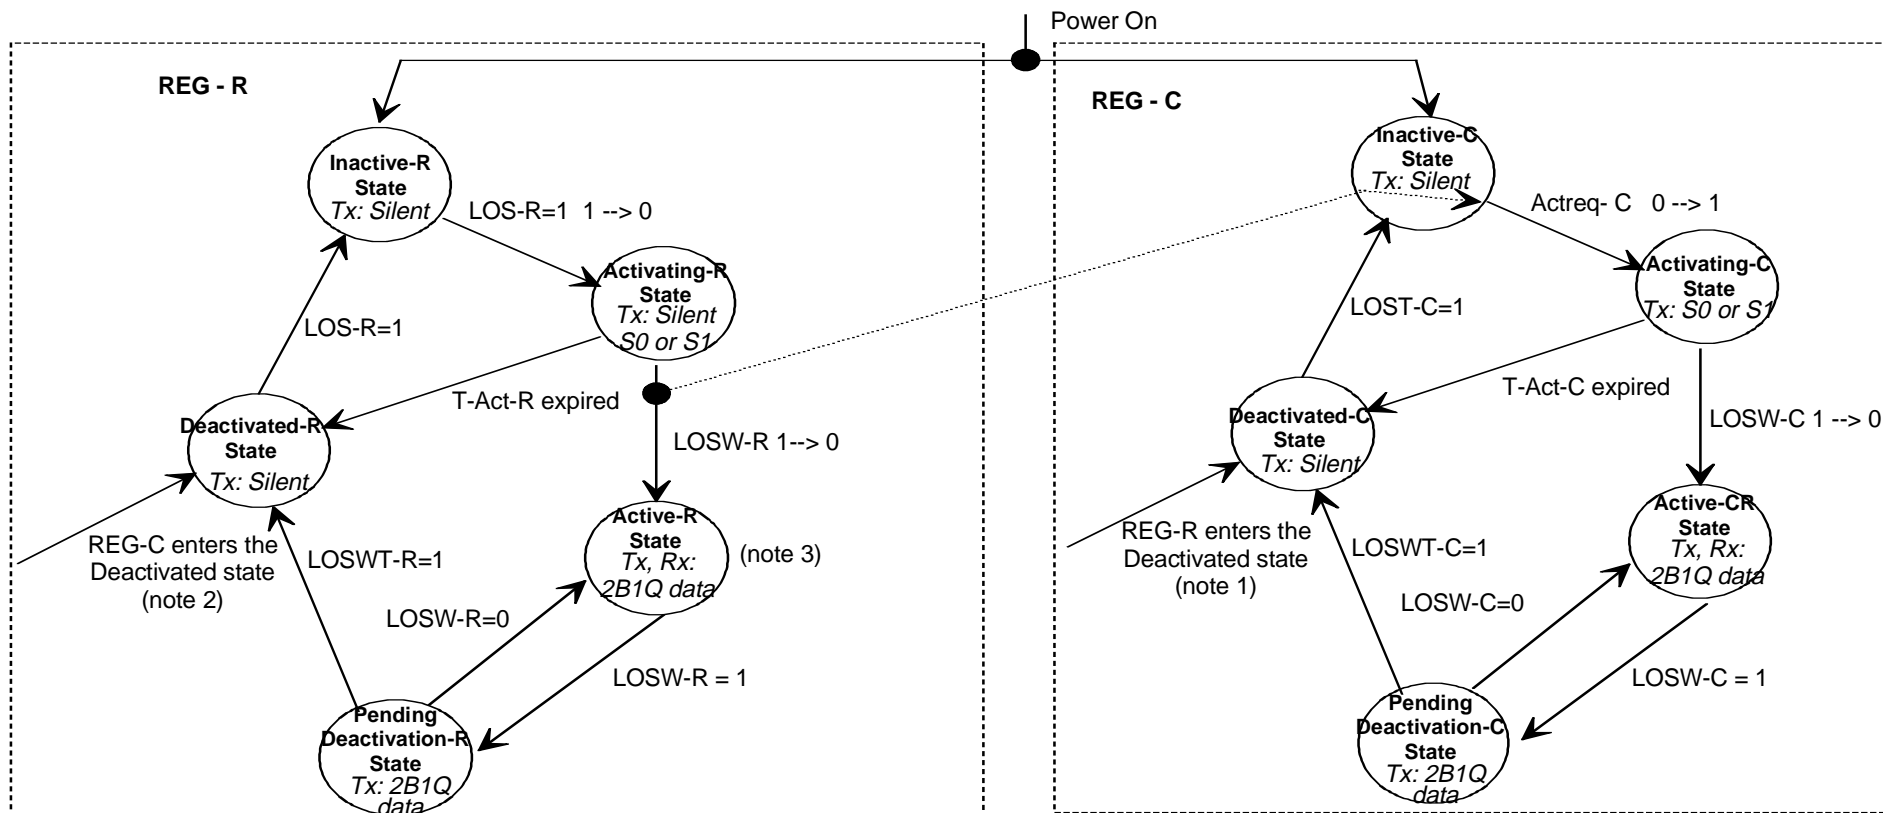 Power On
REG - R
Inactive-R
State
Tx: Silent
LOS-R=1  1 --> 0
Activating-R
State
Tx: Silent
S0 or S1
LOS-R=1
T-Act-R expired
Deactivated-R
State
Tx: Silent
LOSW-R 1--> 0
REG-C enters the
Deactivated state
(note 2)
LOSWT-R=1
Active-R
State
Tx, Rx:
2B1Q data
(note 3)
LOSW-R=0
LOSW-R = 1
Pending
Deactivation-R
State
Tx: 2B1Q
data
REG - C
Inactive-C
State
Tx: Silent
Actreq- C   0 --> 1
Activating-C
State
Tx: S0 or S1
LOST-C=1
T-Act-C expired
Deactivated-C
State
Tx: Silent
LOSW-C 1 --> 0
REG-R enters the
Deactivated state
(note 1)
LOSWT-C=1
Active-CR
State
Tx, Rx:
2B1Q data
LOSW-C=0
LOSW-C = 1
Pending
Deactivation-C
State
Tx: 2B1Q
data